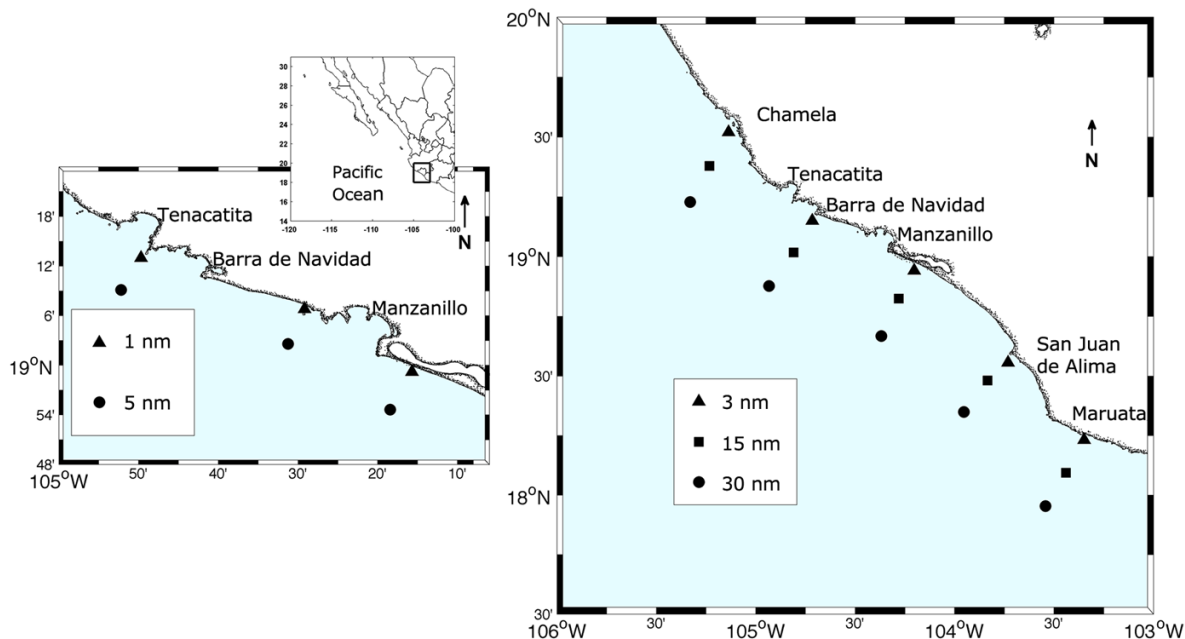 30
28
26
24
22
20
18
16
14
-120
-115
-110
-105
-100
Pacific
Ocean
N
18'
12'
6'
19°N
54'
48'
105°W
50'
40'
30'
20'
10'
Tenacatita
Barra de Navidad
Manzanillo
1 nm
5 nm
20°N
30'
19°N
30'
18°N
30'
106°W
30'
105°W
30'
104°W
30'
103°W
Chamela
N
Tenacatita
Barra de Navidad
Manzanillo
San Juan
de Alima
Maruata
3 nm
15 nm
30 nm